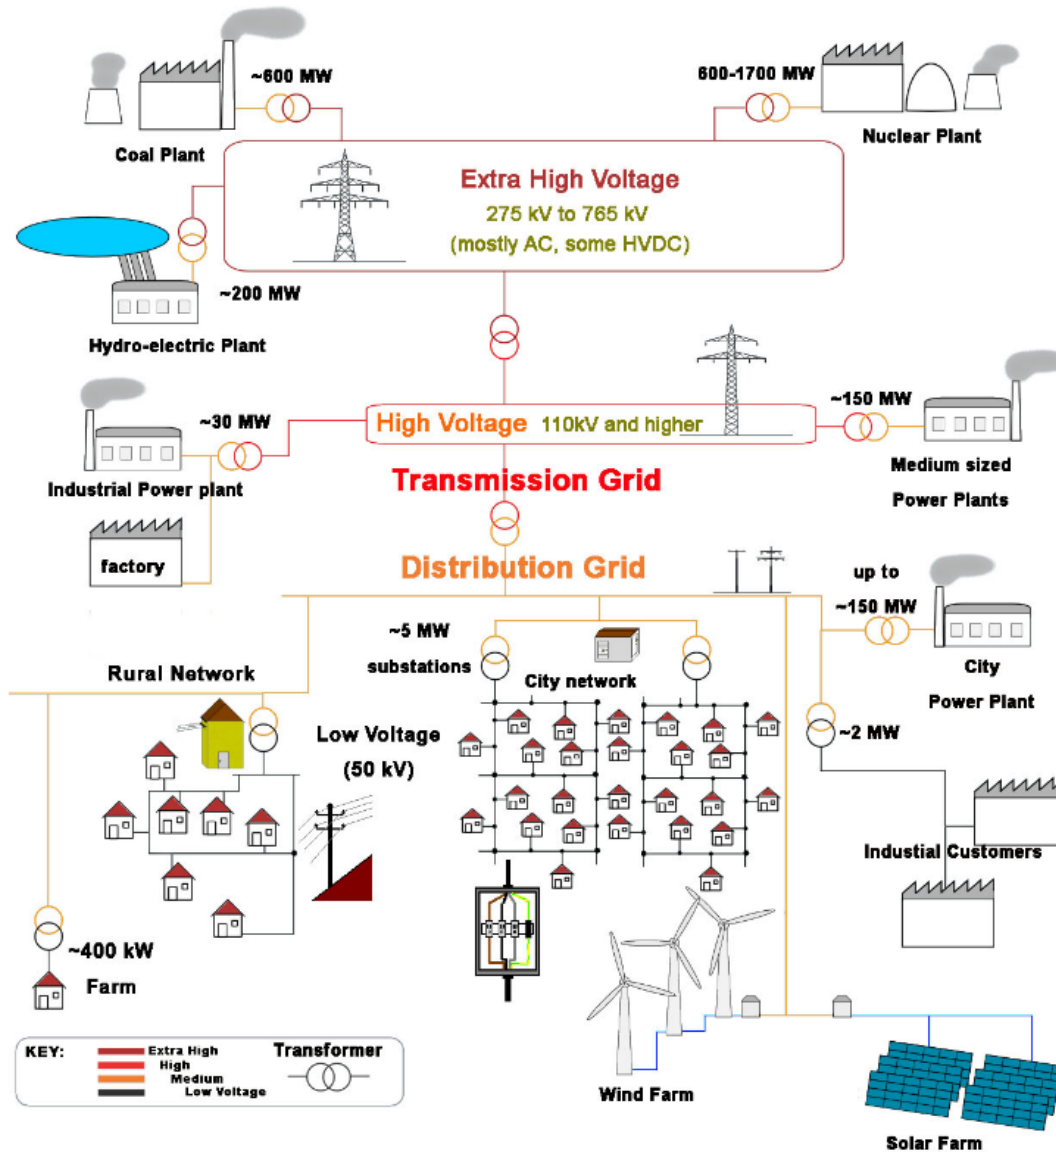 ~600 MW
600-1700 MW
Coal Plant
Nuclear Plant
Extra High Voltage
275 kV to 765 kV
(mostly AC, some HVDC)
~200 MW
Hydro-electric Plant
~30 MW
High Voltage 110kV and higher
~150 MW
Industrial Power plant
Medium sized
Power Plants
Transmission Grid
factory
Distribution Grid
up to
~150 MW
~5 MW
substations
Rural Network
City network
City
Power Plant
Low Voltage
(50 kV)
~2 MW
Industial Customers
~400 kW
Farm
KEY:
Extra High
High
Medium
Low Voltage
Transformer
Wind Farm
Solar Farm